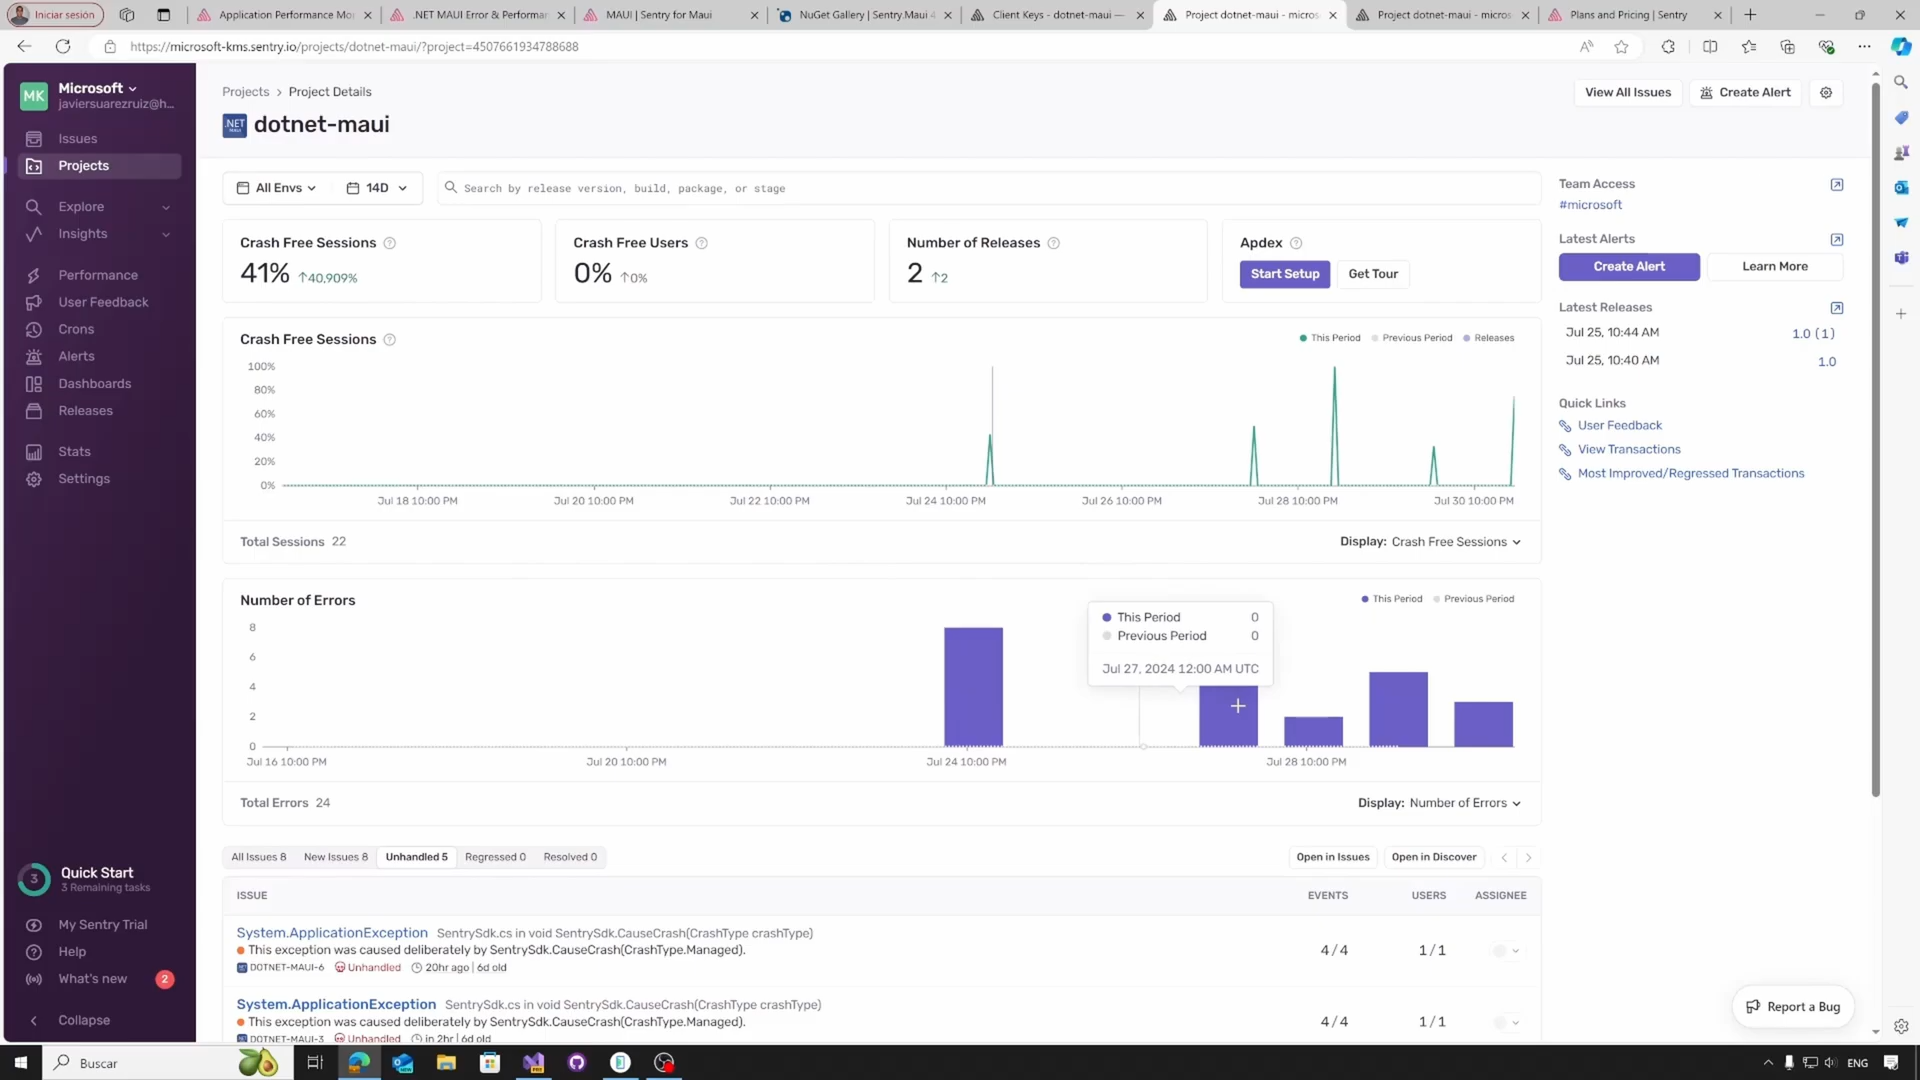 Iniciar sesión
Application Performance Mo
.NET MAUI Error & Performan
MAUI | Sentry for Maui
NuGet Gallery | Sentry.Maui 4
Client Keys - dotnet-maui —
Project dotnet-maui - micros
Project dotnet-maui - micros
Plans and Pricing | Sentry
https://microsoft-kms.sentry.io/projects/dotnet-maui/?project=4507661934788688
MK
Microsoft
javiersuarezruiz@h...
Issues
Projects
Explore
Insights
Performance
User Feedback
Crons
Alerts
Dashboards
Releases
Stats
Settings
3
Quick Start
3 Remaining tasks
My Sentry Trial
Help
What's new
2
Collapse
Projects > Project Details
.NET MAUI
dotnet-maui
View All Issues
Create Alert
All Envs
14D
Search by release version, build, package, or stage
Crash Free Sessions
41% ↑40.909%
Crash Free Users
0% ↑0%
Number of Releases
2 ↑2
Apdex
Start Setup
Get Tour
Crash Free Sessions
This Period
Previous Period
Releases
100%
80%
60%
40%
20%
0%
Jul 18 10:00 PM
Jul 20 10:00 PM
Jul 22 10:00 PM
Jul 24 10:00 PM
Jul 26 10:00 PM
Jul 28 10:00 PM
Jul 30 10:00 PM
Total Sessions 22
Display: Crash Free Sessions
Number of Errors
This Period
Previous Period
8
6
4
2
0
This Period 0
Previous Period 0
Jul 27, 2024 12:00 AM UTC
Jul 16 10:00 PM
Jul 20 10:00 PM
Jul 24 10:00 PM
Jul 28 10:00 PM
Total Errors 24
Display: Number of Errors
All Issues 8
New Issues 8
Unhandled 5
Regressed 0
Resolved 0
Open in Issues
Open in Discover
ISSUE
EVENTS
USERS
ASSIGNEE
System.ApplicationException SentrySdk.cs in void SentrySdk.CauseCrash(CrashType crashType)
This exception was caused deliberately by SentrySdk.CauseCrash(CrashType.Managed).
DOTNET-MAUI-6 Unhandled 20hr ago | 6d old
4 / 4
1 / 1
System.ApplicationException SentrySdk.cs in void SentrySdk.CauseCrash(CrashType crashType)
This exception was caused deliberately by SentrySdk.CauseCrash(CrashType.Managed).
DOTNET-MAUI-3 Unhandled in 2hr | 6d old
4 / 4
1 / 1
Team Access
#microsoft
Latest Alerts
Create Alert
Learn More
Latest Releases
Jul 25, 10:44 AM
1.0 (1)
Jul 25, 10:40 AM
1.0
Quick Links
User Feedback
View Transactions
Most Improved/Regressed Transactions
Report a Bug
Buscar
ENG